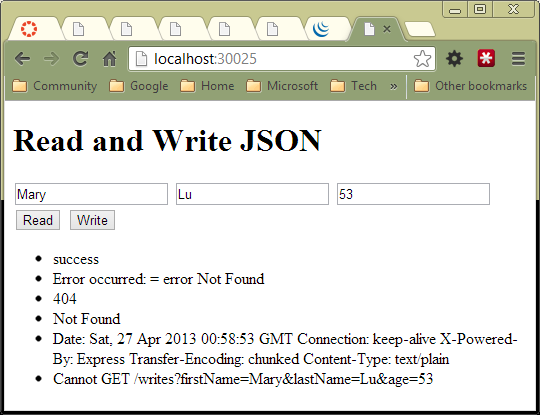 localhost:30025
Community Google Home Microsoft Tech » Other bookmarks
Read and Write JSON
Mary Lu 53
Read Write
success
Error occurred: = error Not Found
404
Not Found
Date: Sat, 27 Apr 2013 00:58:53 GMT Connection: keep-alive X-Powered-
By: Express Transfer-Encoding: chunked Content-Type: text/plain
Cannot GET /writes?firstName=Mary&lastName=Lu&age=53